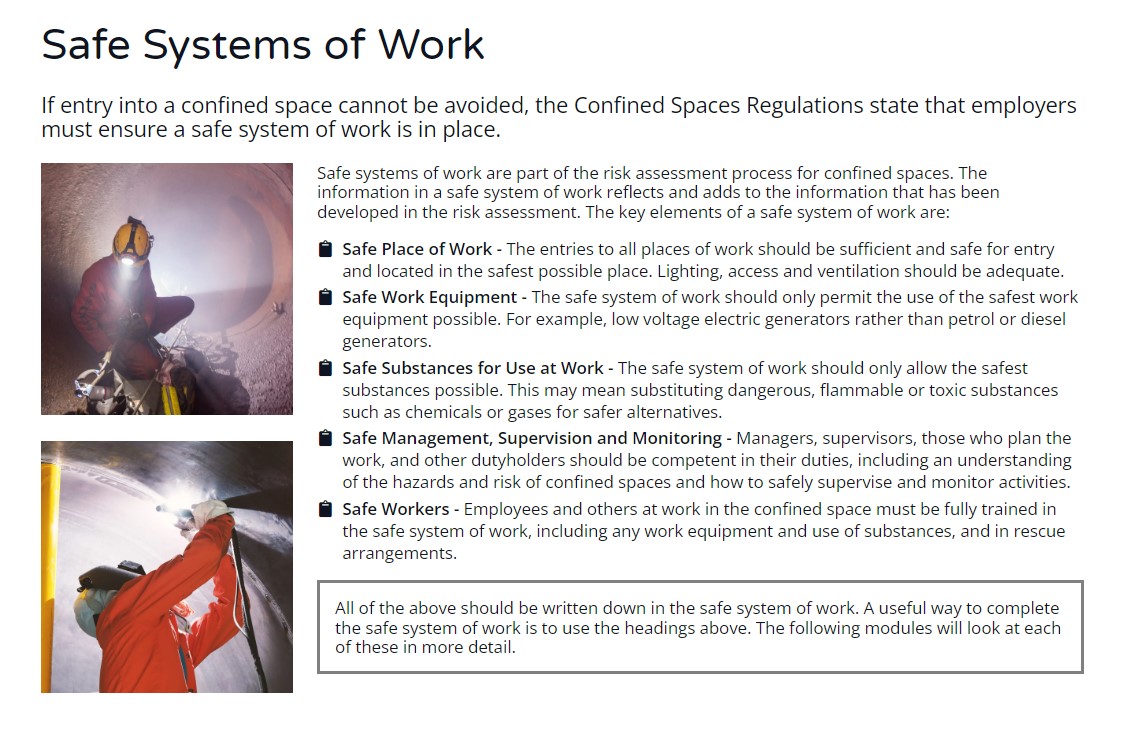 Safe Systems of Work
If entry into a confined space cannot be avoided, the Confined Spaces Regulations state that employers
must ensure a safe system of work is in place.
Safe systems of work are part of the risk assessment process for confined spaces. The
information in a safe system of work reflects and adds to the information that has been
developed in the risk assessment. The key elements of a safe system of work are:
Safe Place of Work - The entries to all places of work should be sufficient and safe for entry
and located in the safest possible place. Lighting, access and ventilation should be adequate.
Safe Work Equipment - The safe system of work should only permit the use of the safest work
equipment possible. For example, low voltage electric generators rather than petrol or diesel
generators.
Safe Substances for Use at Work - The safe system of work should only allow the safest
substances possible. This may mean substituting dangerous, flammable or toxic substances
such as chemicals or gases for safer alternatives.
Safe Management, Supervision and Monitoring - Managers, supervisors, those who plan the
work, and other dutyholders should be competent in their duties, including an understanding
of the hazards and risk of confined spaces and how to safely supervise and monitor activities.
Safe Workers - Employees and others at work in the confined space must be fully trained in
the safe system of work, including any work equipment and use of substances, and in rescue
arrangements.
All of the above should be written down in the safe system of work. A useful way to complete
the safe system of work is to use the headings above. The following modules will look at each
of these in more detail.